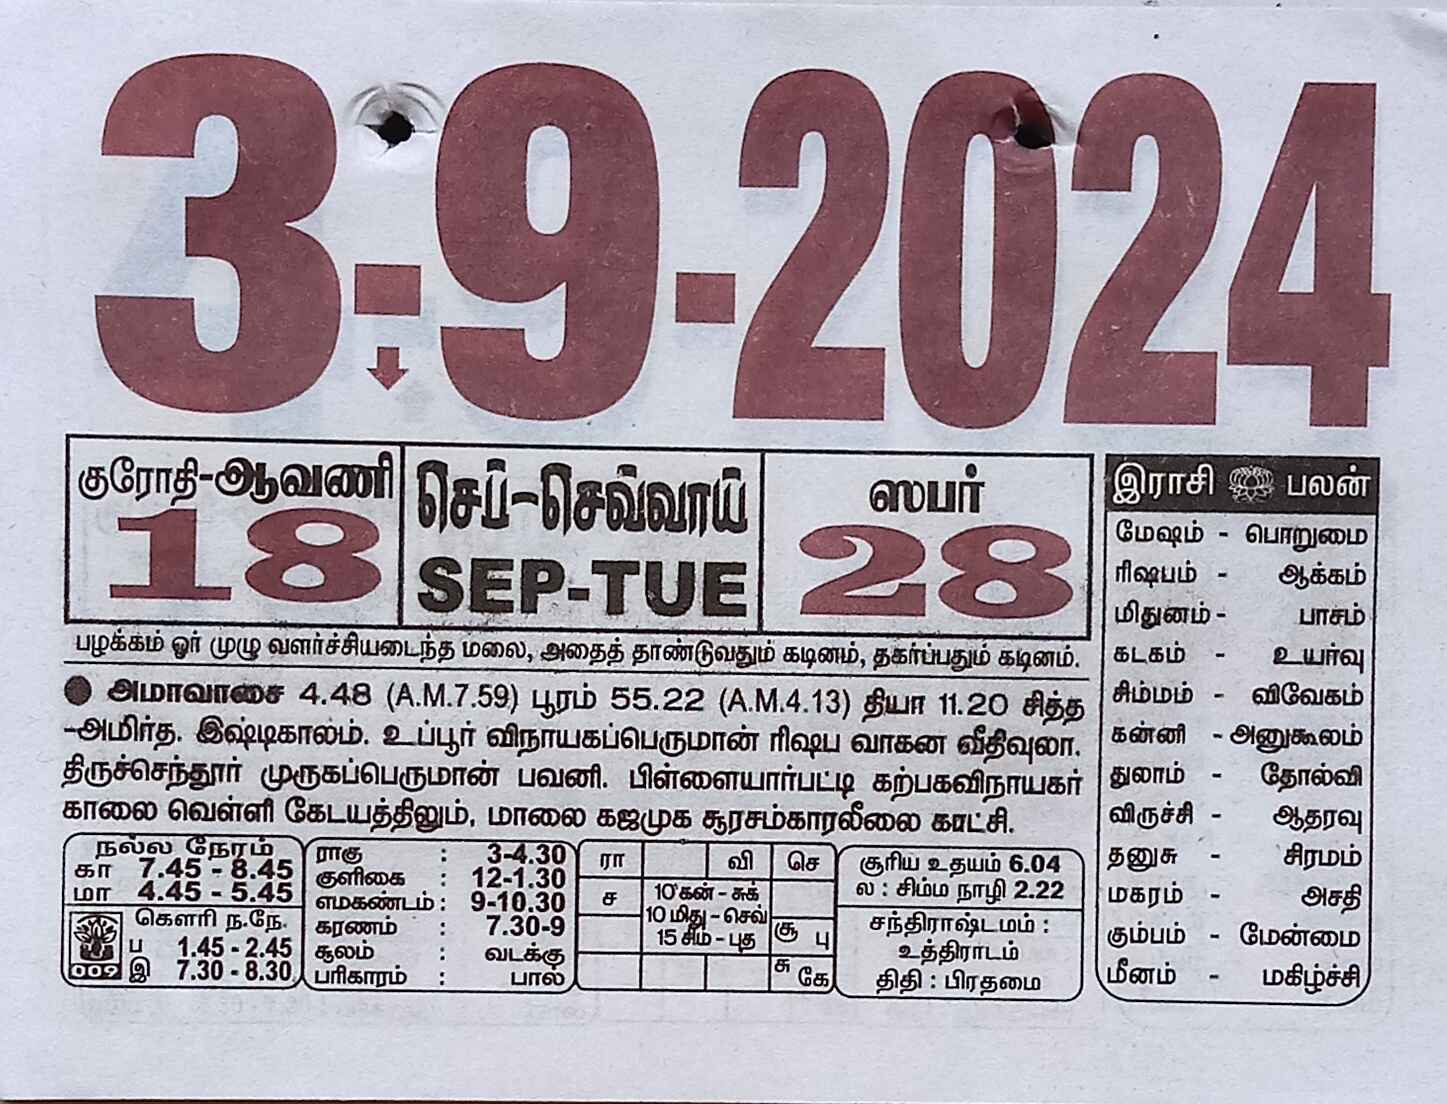 3-9-2024
குரோதி-ஆவணி
18
செப்-செவ்வாய்
SEP-TUE
ஸபர்
28
பழக்கம் ஓர் முழு வளர்ச்சியடைந்த மலை, அதைத் தாண்டுவதும் கடினம், தகர்ப்பதும் கடினம்.
அமாவாசை 4.48 (A.M.7.59) பூரம் 55.22 (A.M.4.13) தியா 11.20 சித்த
-அமிர்த. இஷ்டிகாலம். உப்பூர் விநாயகப்பெருமான் ரிஷப வாகன வீதிவுலா.
திருச்செந்தூர் முருகப்பெருமான் பவனி. பிள்ளையார்பட்டி கற்பகவிநாயகர்
காலை வெள்ளி கேடயத்திலும், மாலை கஜமுக சூரசம்காரலீலை காட்சி.
நல்ல நேரம்
கா 7.45 - 8.45
மா 4.45 - 5.45
கௌரி ந.நே.
ப 1.45 - 2.45
இ 7.30 - 8.30
009
ராகு : 3-4.30
குளிகை : 12-1.30
எமகண்டம் : 9-10.30
கரணம் : 7.30-9
சூலம் : வடக்கு
பரிகாரம் : பால்
ரா வி செ
ச
10 கன் - சுக்
10 மிது - செவ்
15 சிம் - புத
சூ பு
சு கே
சூரிய உதயம் 6.04
ல : சிம்ம நாழி 2.22
சந்திராஷ்டமம் :
உத்திராடம்
திதி : பிரதமை
இராசி பலன்
மேஷம் - பொறுமை
ரிஷபம் - ஆக்கம்
மிதுனம் - பாசம்
கடகம் - உயர்வு
சிம்மம் - விவேகம்
கன்னி - அனுகூலம்
துலாம் - தோல்வி
விருச்சி - ஆதரவு
தனுசு - சிரமம்
மகரம் - அசதி
கும்பம் - மேன்மை
மீனம் - மகிழ்ச்சி